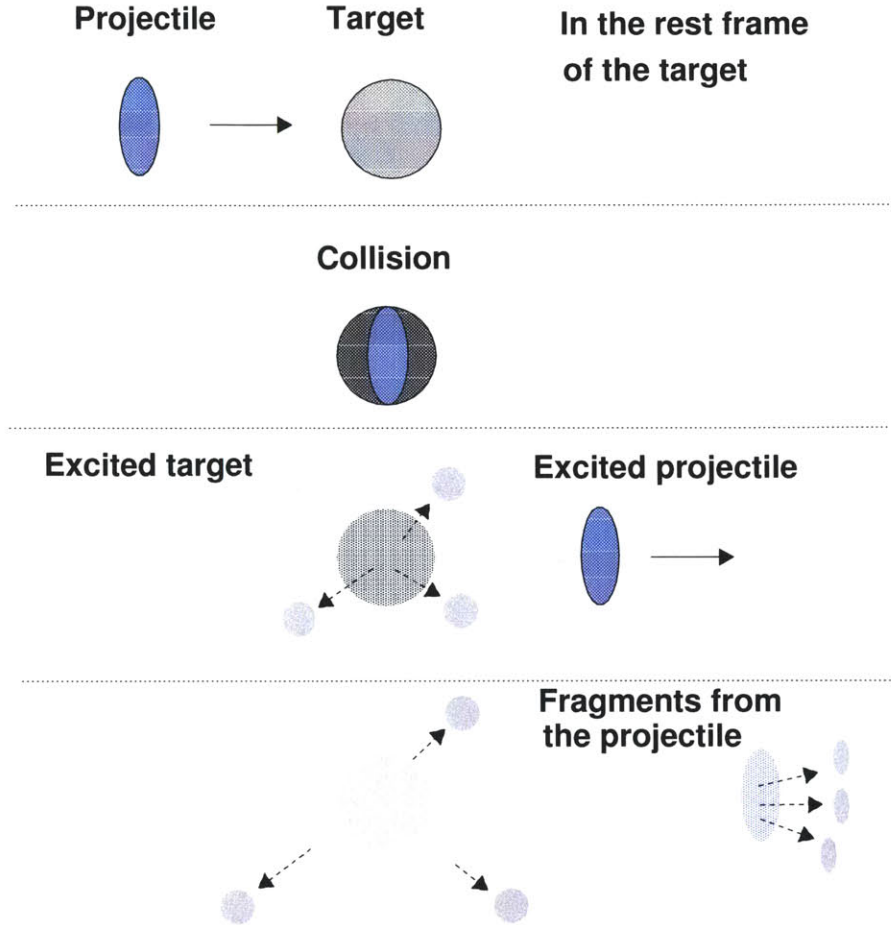 Projectile
Target
In the rest frame
of the target
Collision
Excited target
Excited projectile
Fragments from
the projectile